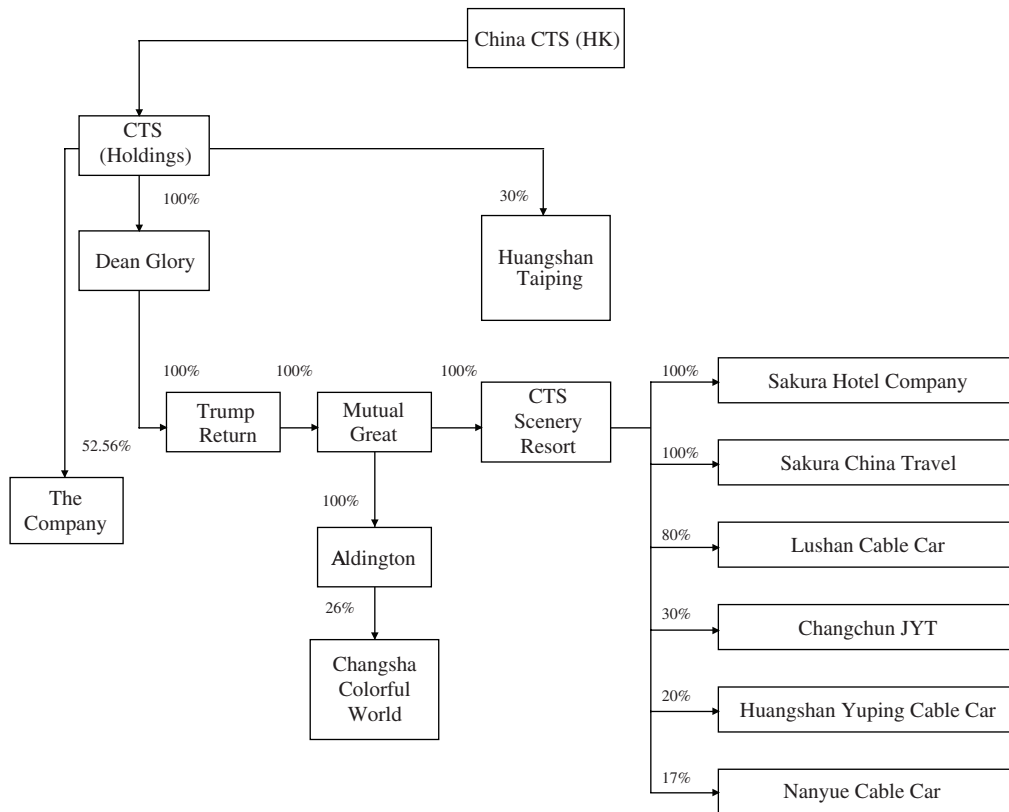 China CTS (HK)
CTS
(Holdings)
100%
30%
Dean Glory
Huangshan
Taiping
100%
100%
100%
100%
Sakura Hotel Company
Trump
Return
Mutual
Great
CTS
Scenery
Resort
52.56%
100%
Sakura China Travel
The
Company
100%
Aldington
80%
Lushan Cable Car
26%
30%
Changchun JYT
Changsha
Colorful
World
20%
Huangshan Yuping Cable Car
17%
Nanyue Cable Car